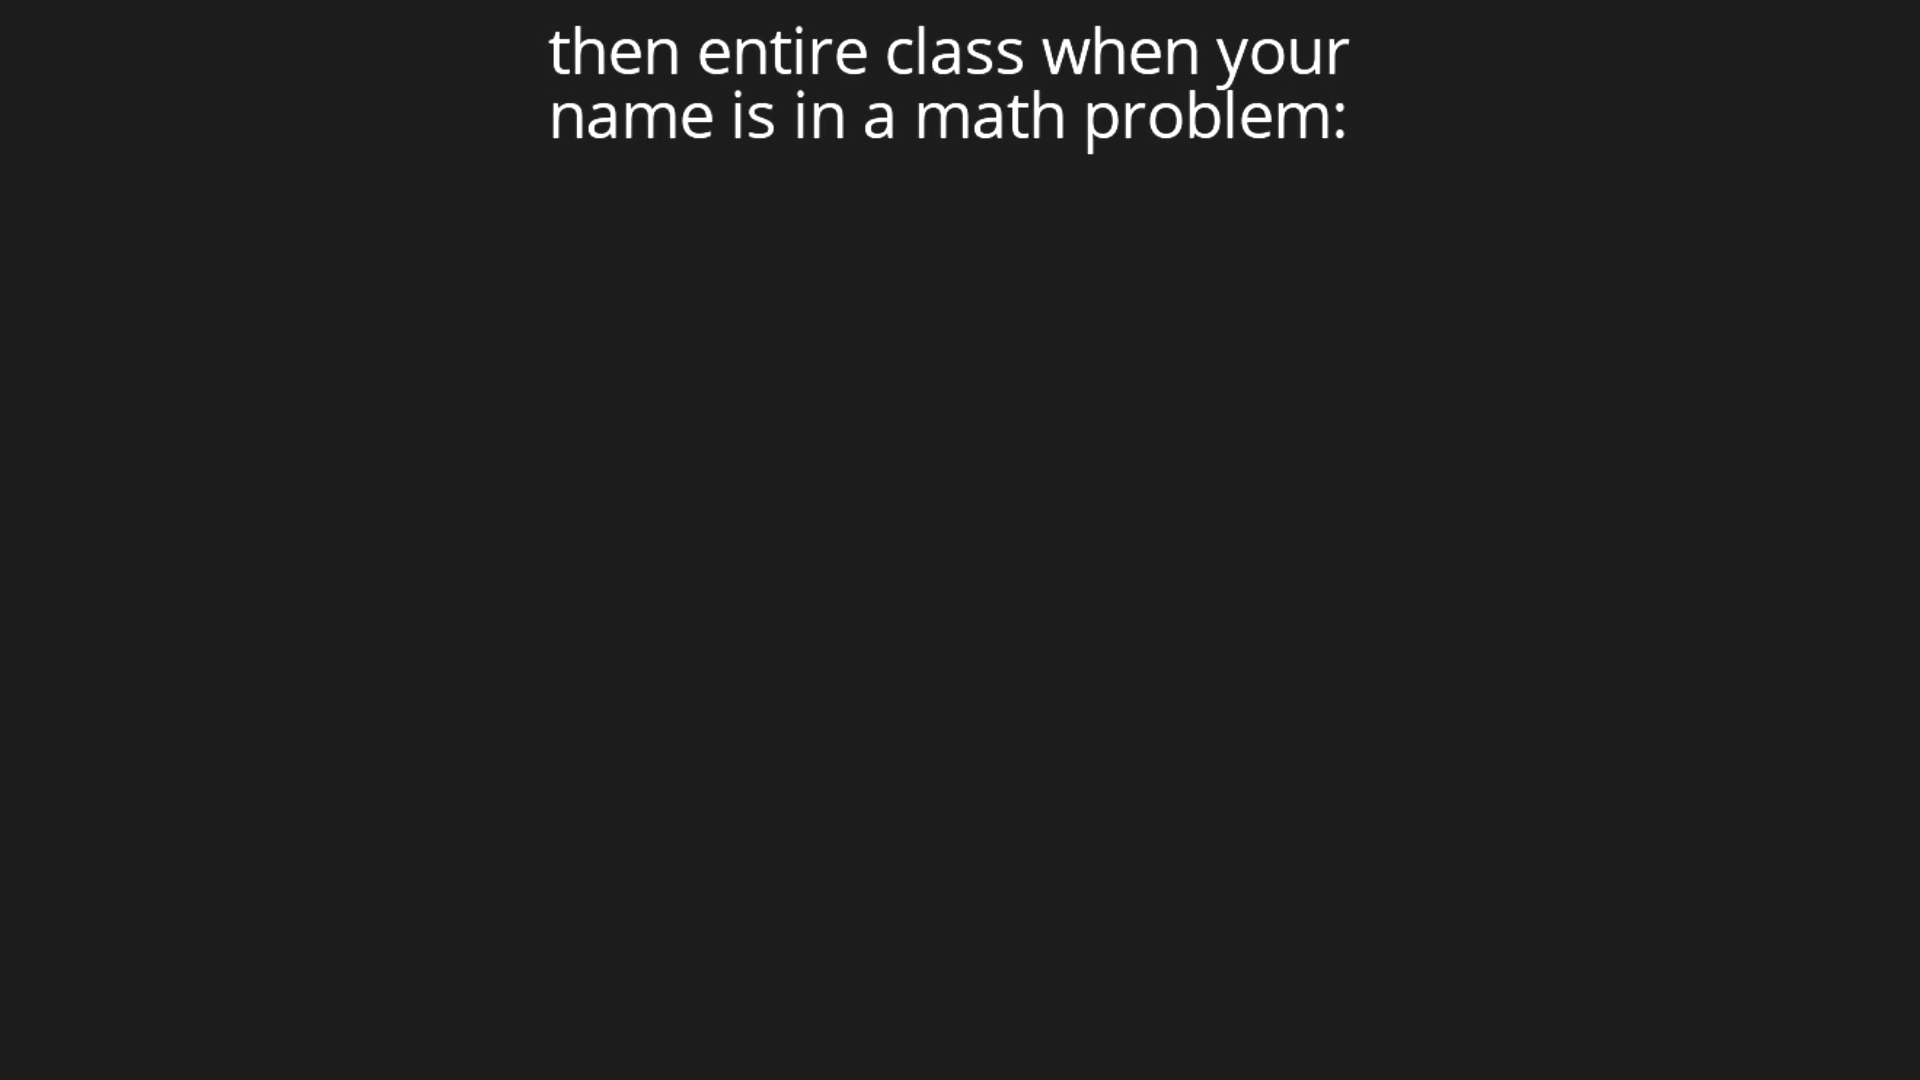 then entire class when your
name is in a math problem: